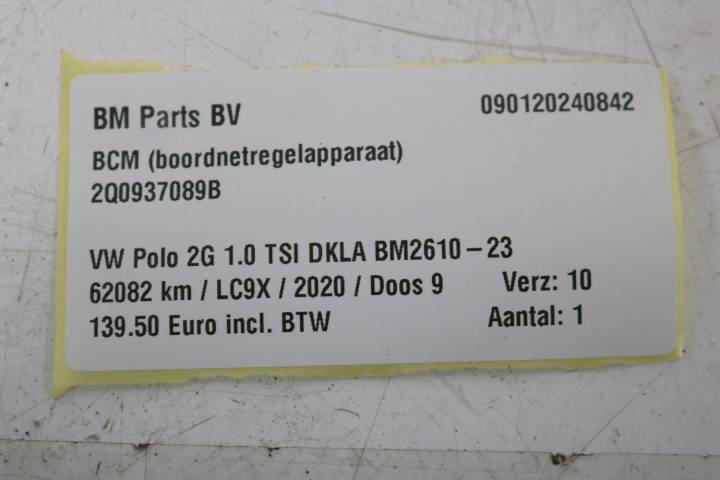 BM Parts BV 090120240842
BCM (boordnetregelapparaat)
2Q0937089B
VW Polo 2G 1.0 TSI DKLA BM2610-23
62082 km / LC9X / 2020 / Doos 9 Verz: 10
139.50 Euro incl. BTW Aantal: 1